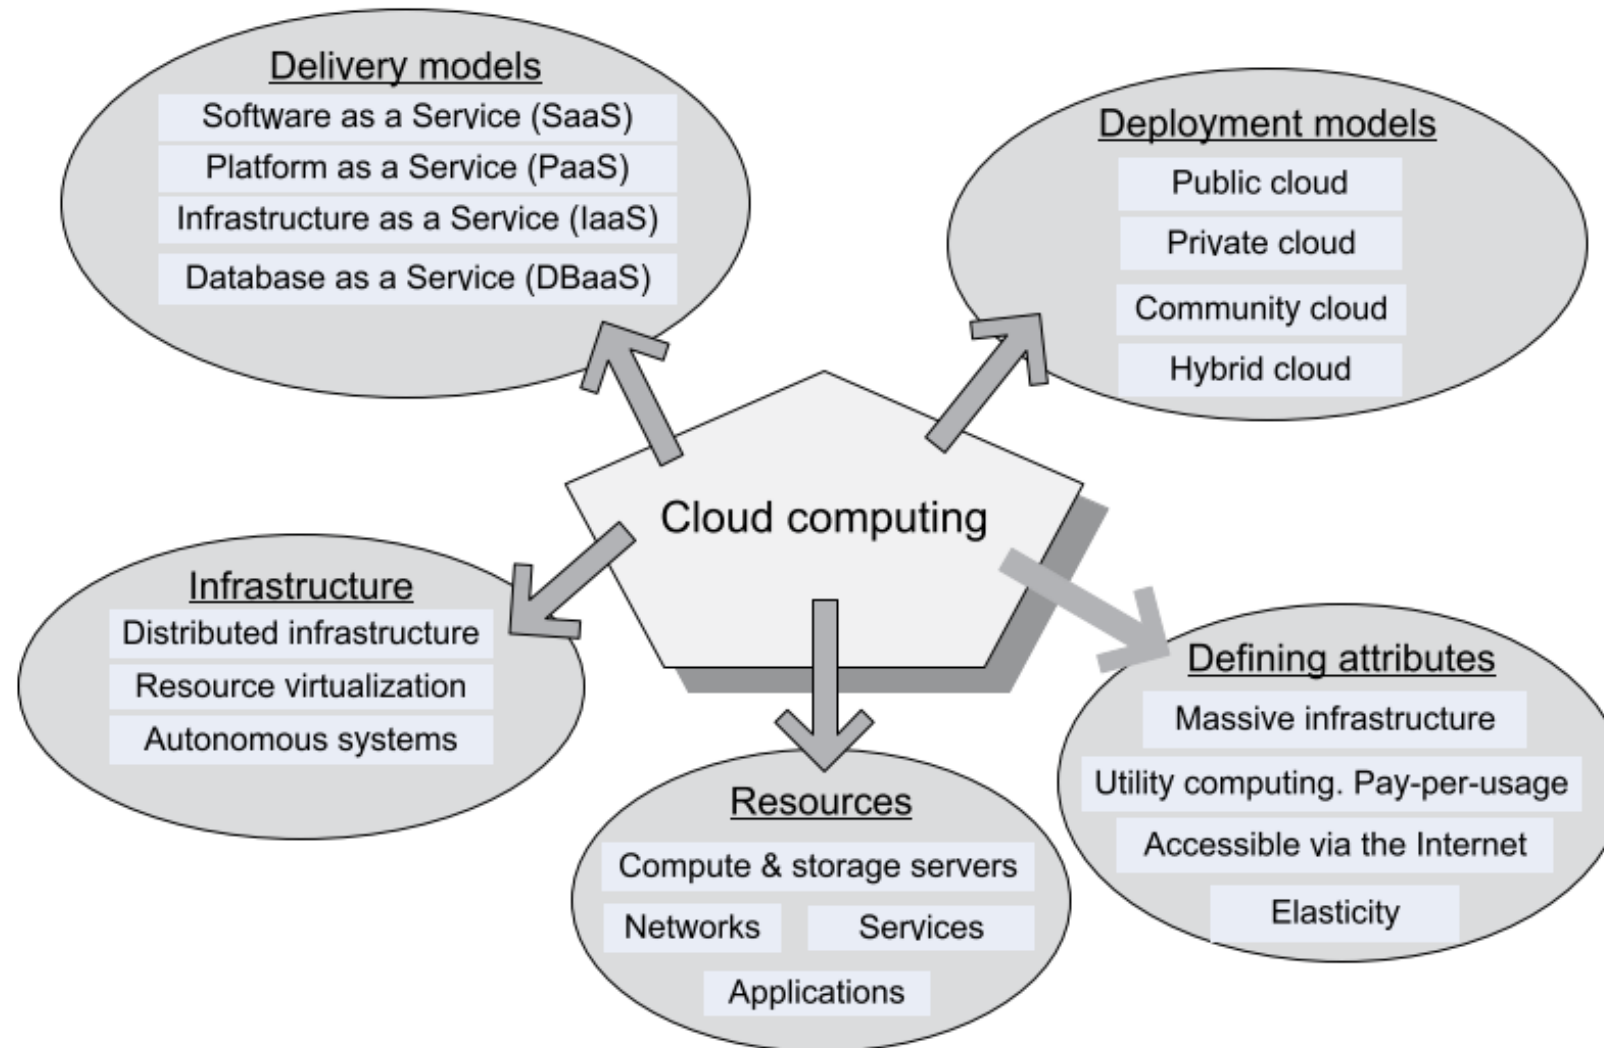 Delivery models
Software as a Service (SaaS)
Platform as a Service (PaaS)
Infrastructure as a Service (IaaS)
Database as a Service (DBaaS)
Deployment models
Public cloud
Private cloud
Community cloud
Hybrid cloud
Cloud computing
Infrastructure
Distributed infrastructure
Resource virtualization
Autonomous systems
Resources
Compute & storage servers
Networks
Services
Applications
Defining attributes
Massive infrastructure
Utility computing. Pay-per-usage
Accessible via the Internet
Elasticity